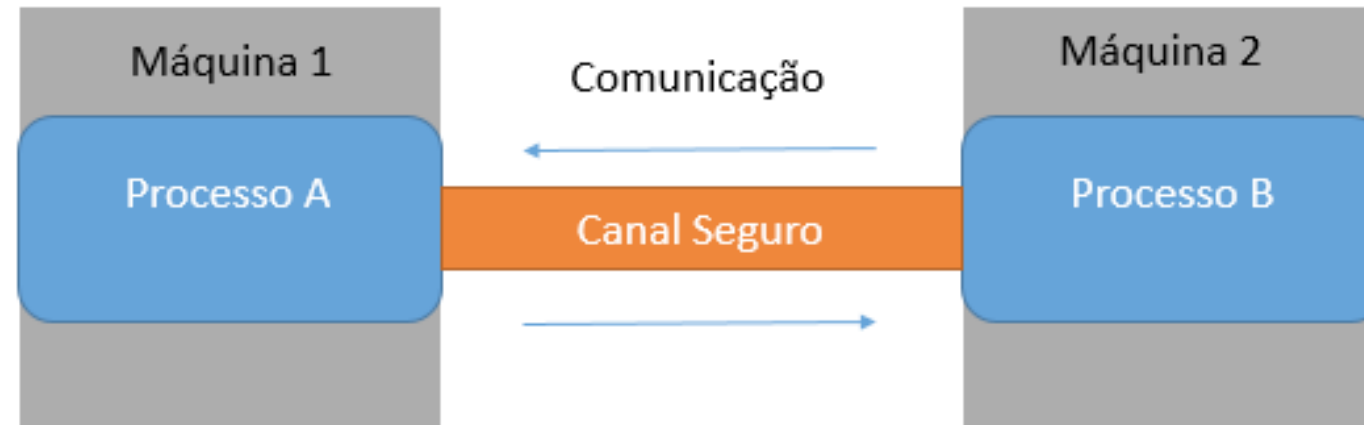 Máquina 1
Comunicação
Máquina 2
Processo A
Canal Seguro
Processo B